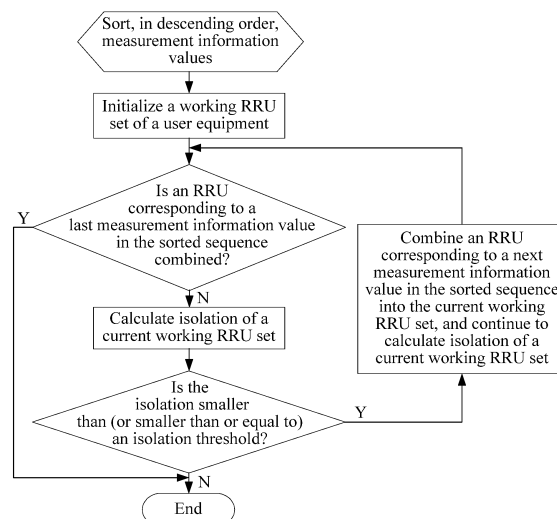 Sort, in descending order,
measurement information
values
Initialize a working RRU
set of a user equipment
Y
Is an RRU
corresponding to a
last measurement information value
in the sorted sequence
combined?
N
Calculate isolation of a
current working RRU set
Combine an RRU
corresponding to a next
measurement information
value in the sorted sequence
into the current working
RRU set, and continue to
calculate isolation of a
current working RRU set
Is the
isolation smaller
than (or smaller than or equal to)
an isolation threshold?
Y
N
End